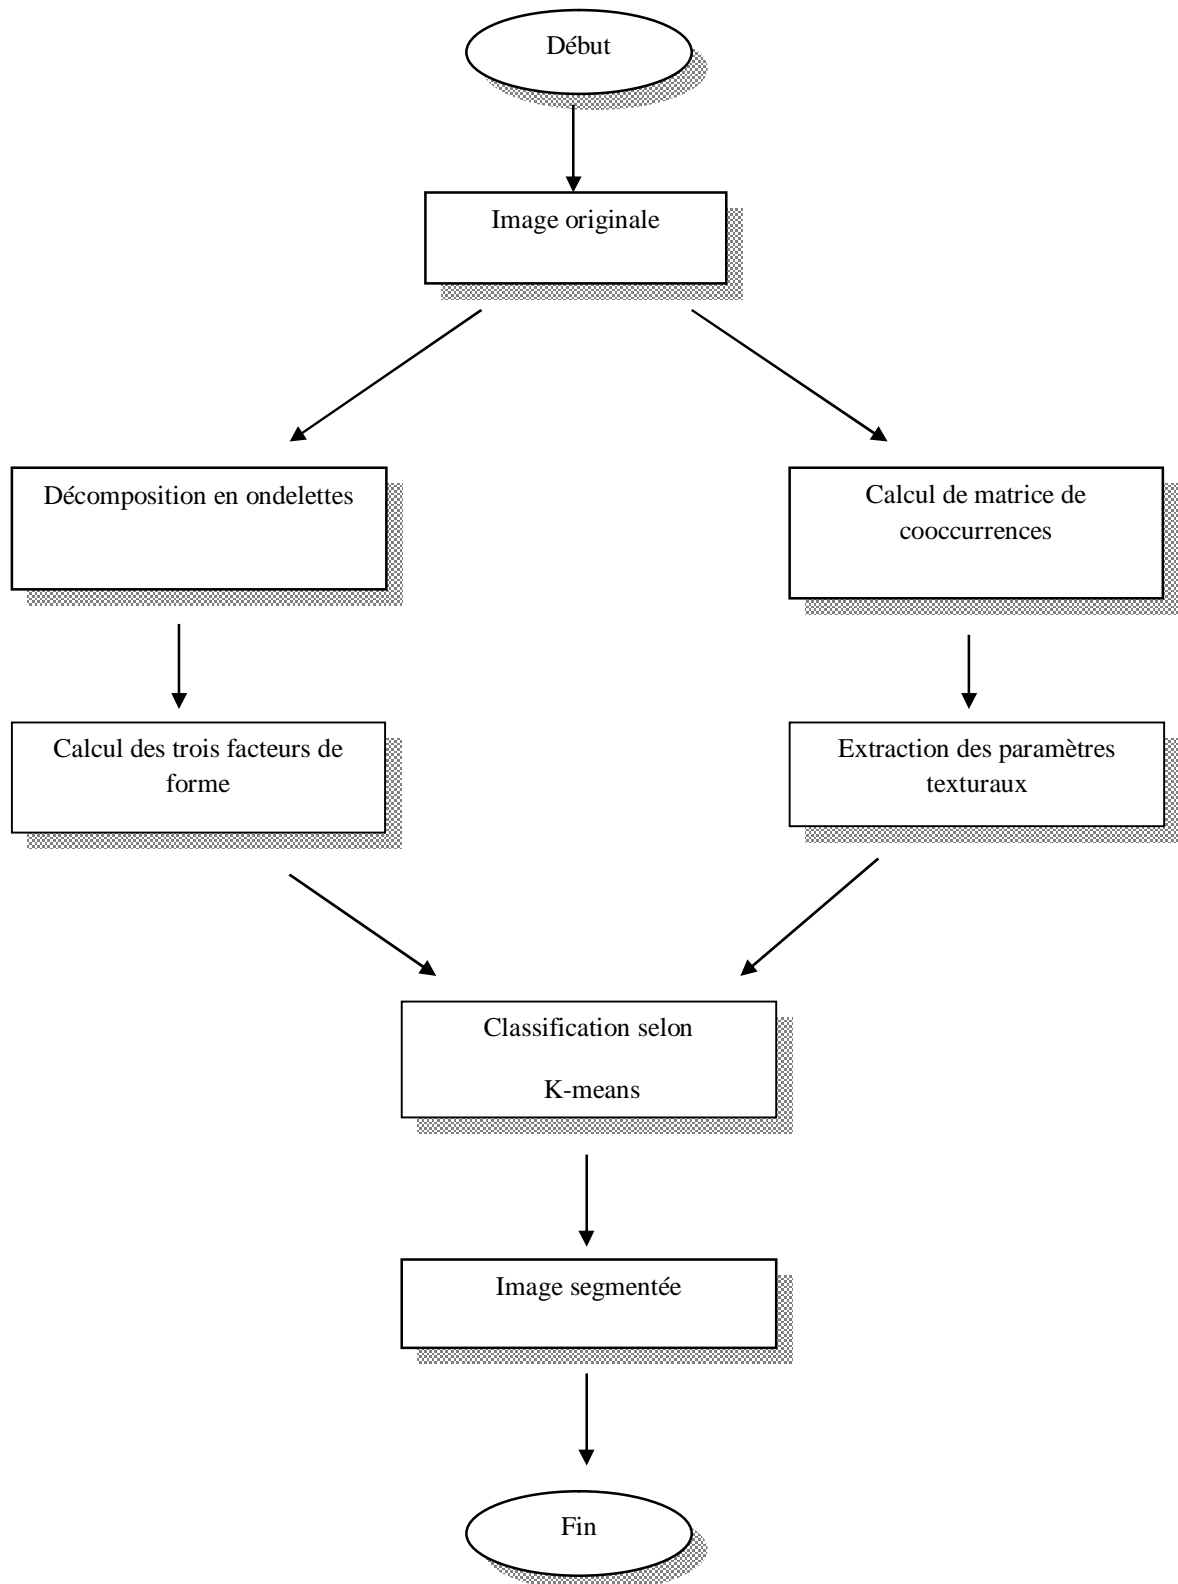 Début
Image originale
Décomposition en ondelettes
Calcul de matrice de
cooccurrences
Calcul des trois facteurs de
forme
Extraction des paramètres
texturaux
Classification selon
K-means
Image segmentée
Fin